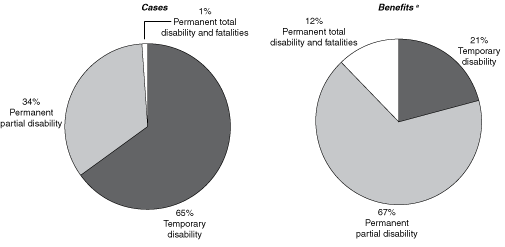 Cases
1%
Permanent total
disability and fatalities
34%
Permanent
partial disability
65%
Temporary
disability
Benefits a
12%
Permanent total
disability and fatalities
21%
Temporary
disability
67%
Permanent
partial disability